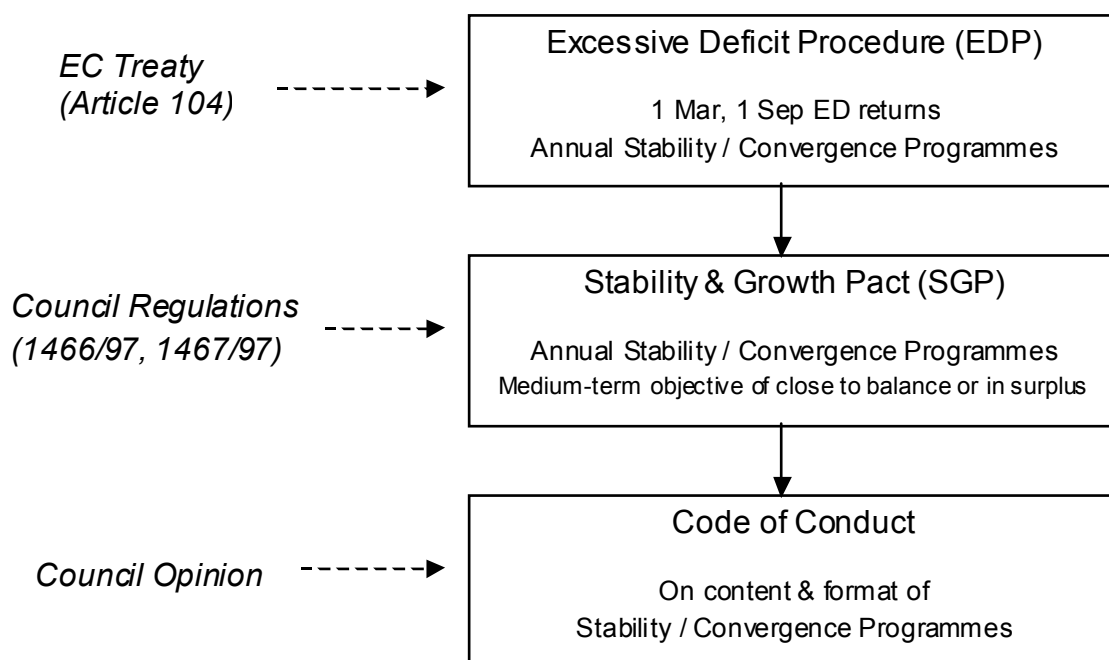 EC Treaty
(Article 104)
Excessive Deficit Procedure (EDP)
1 Mar, 1 Sep ED returns
Annual Stability / Convergence Programmes
Council Regulations
(1466/97, 1467/97)
Stability & Growth Pact (SGP)
Annual Stability / Convergence Programmes
Medium-term objective of close to balance or in surplus
Council Opinion
Code of Conduct
On content & format of
Stability / Convergence Programmes